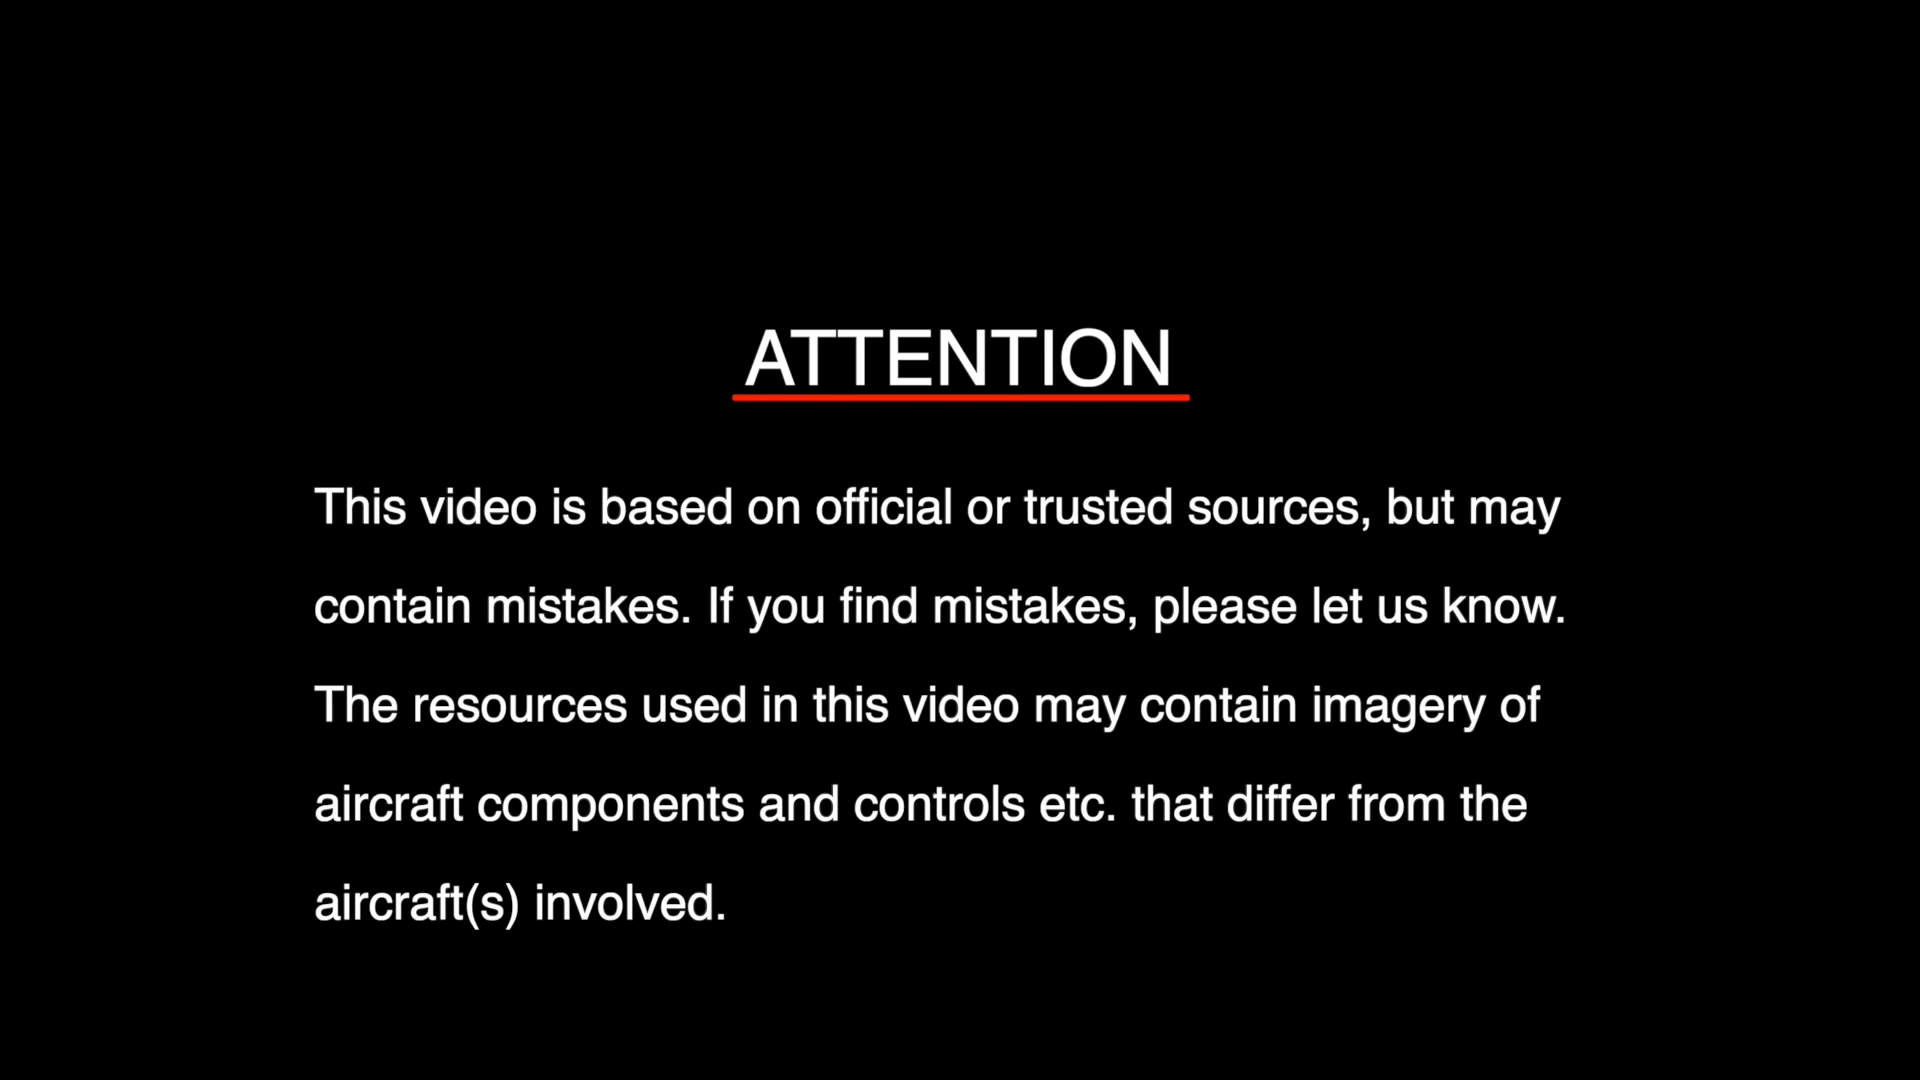 ATTENTION
This video is based on official or trusted sources, but may
contain mistakes. If you find mistakes, please let us know.
The resources used in this video may contain imagery of
aircraft components and controls etc. that differ from the
aircraft(s) involved.